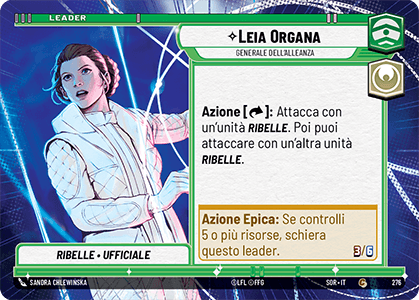 LEADER
LEIA ORGANA
GENERALE DELL'ALLEANZA
Azione [ ]: Attacca con
un'unità RIBELLE. Poi puoi
attaccare con un'altra unità
RIBELLE.
Azione Epica: Se controlli
5 o più risorse, schiera
questo leader.
3/6
RIBELLE • UFFICIALE
SANDRA CHLEWINSKA
©LFL ©FFG
SOR • IT
C
276